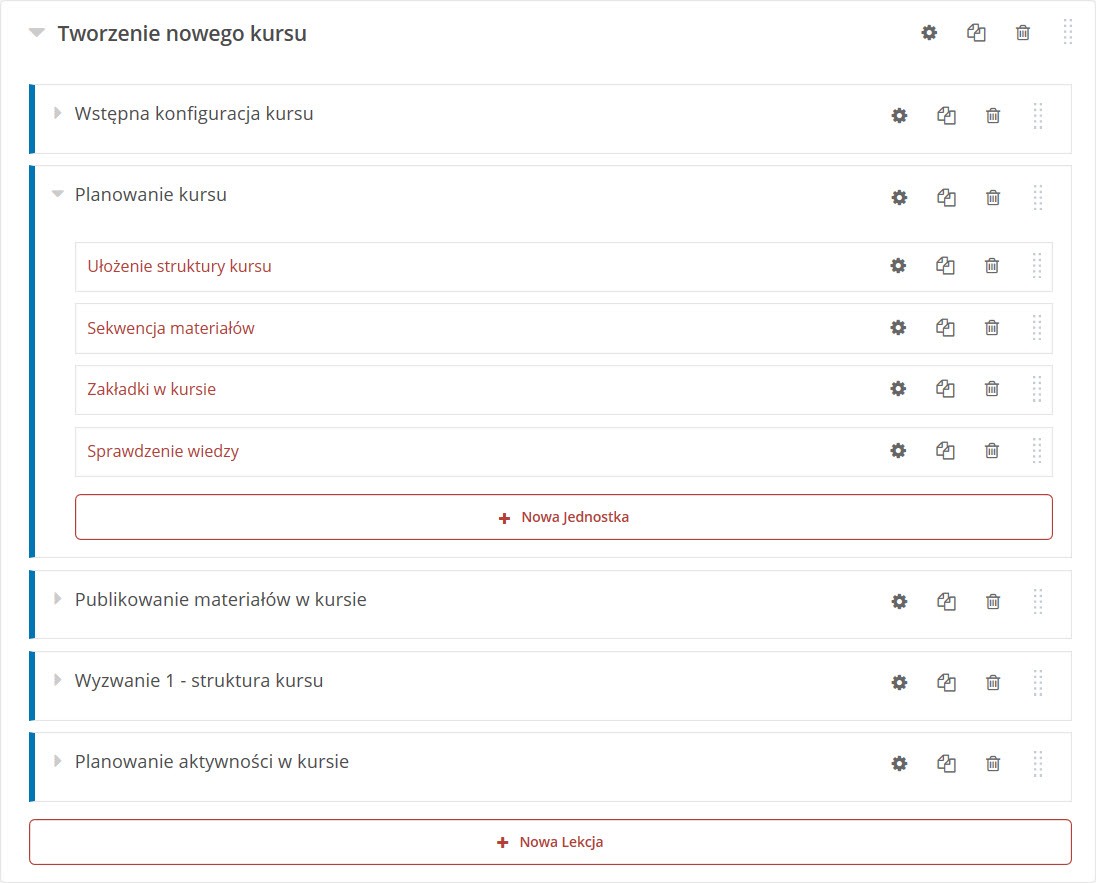 Tworzenie nowego kursu
Wstępna konfiguracja kursu
Planowanie kursu
Ułożenie struktury kursu
Sekwencja materiałów
Zakładki w kursie
Sprawdzenie wiedzy
Nowa Jednostka
Publikowanie materiałów w kursie
Wyzwanie 1 - struktura kursu
Planowanie aktywności w kursie
Nowa Lekcja